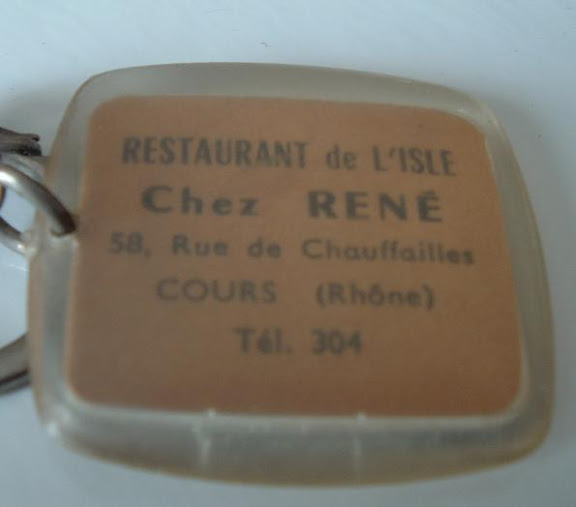 RESTAURANT de L'ISLE
Chez RENÉ
58, Rue de Chauffailles
COURS (Rhône)
Tél. 304